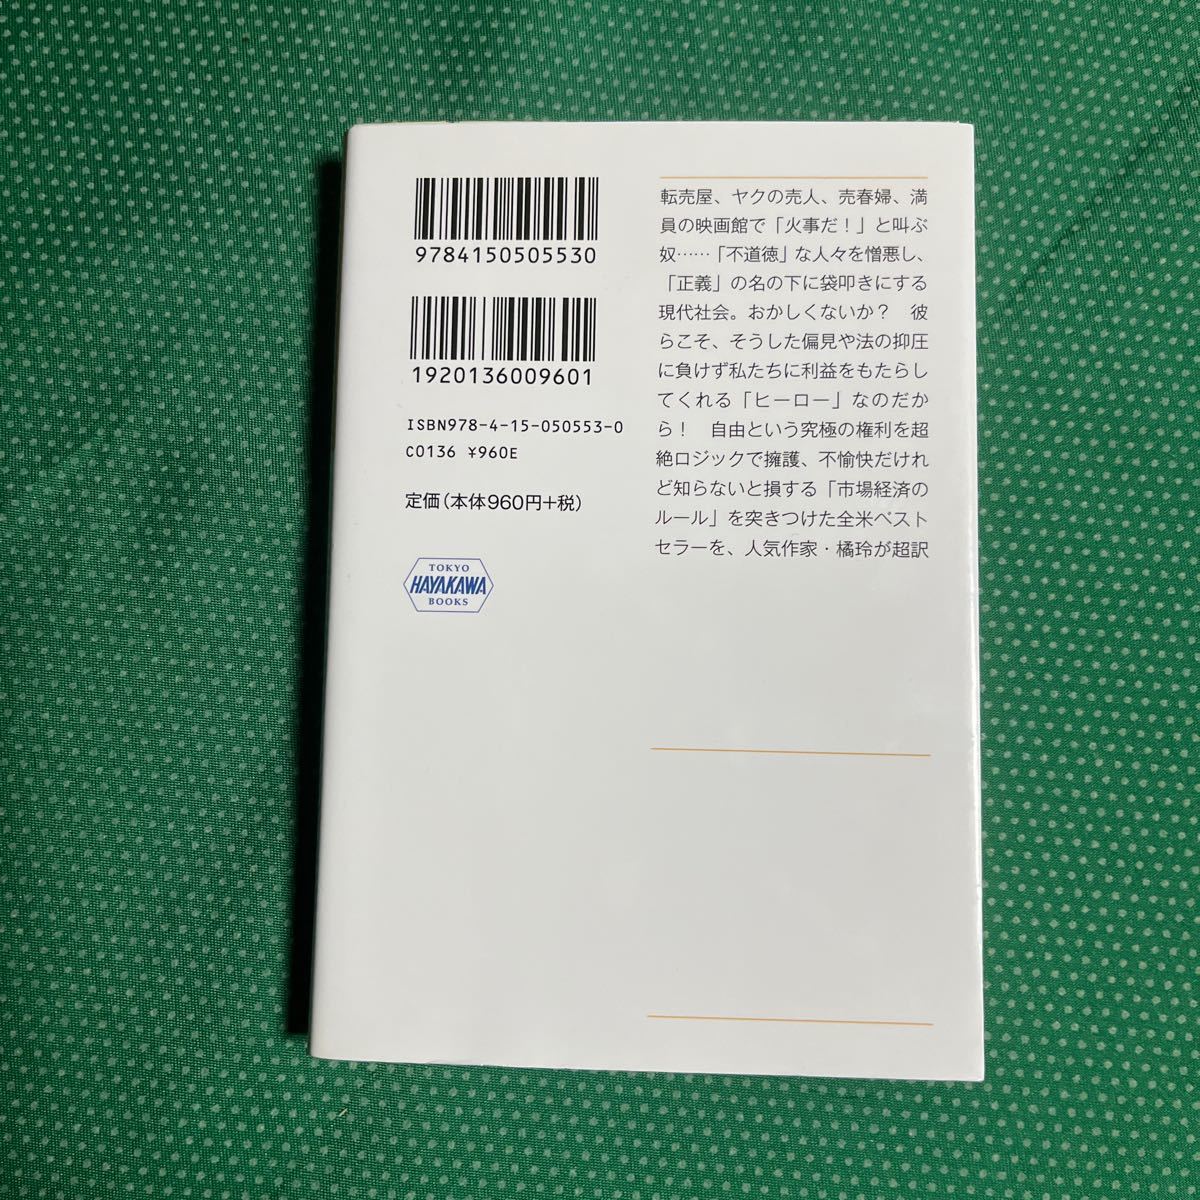 9784150505530
1920136009601
ISBN978-4-15-050553-0
C0136 ¥960E
定価(本体960円+税)
TOKYO
HAYAKAWA
BOOKS
転売屋、ヤクの売人、売春婦、満
員の映画館で「火事だ！」と叫ぶ
奴……「不道徳」な人々を憎悪し、
「正義」の名の下に袋叩きにする
現代社会。おかしくないか？　彼
らこそ、そうした偏見や法の抑圧
に負けず私たちに利益をもたらし
てくれる「ヒーロー」なのだか
ら！　自由という究極の権利を超
絶ロジックで擁護、不愉快だけれ
ど知らないと損する「市場経済の
ルール」を突きつけた全米ベスト
セラーを、人気作家・橘玲が超訳